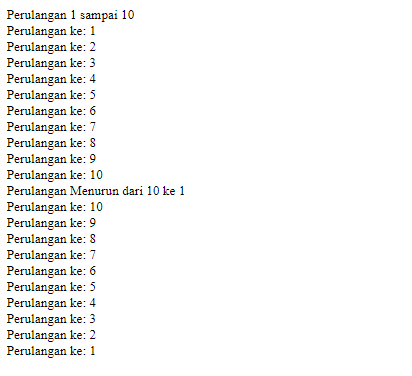 Perulangan 1 sampai 10
Perulangan ke: 1
Perulangan ke: 2
Perulangan ke: 3
Perulangan ke: 4
Perulangan ke: 5
Perulangan ke: 6
Perulangan ke: 7
Perulangan ke: 8
Perulangan ke: 9
Perulangan ke: 10
Perulangan Menurun dari 10 ke 1
Perulangan ke: 10
Perulangan ke: 9
Perulangan ke: 8
Perulangan ke: 7
Perulangan ke: 6
Perulangan ke: 5
Perulangan ke: 4
Perulangan ke: 3
Perulangan ke: 2
Perulangan ke: 1